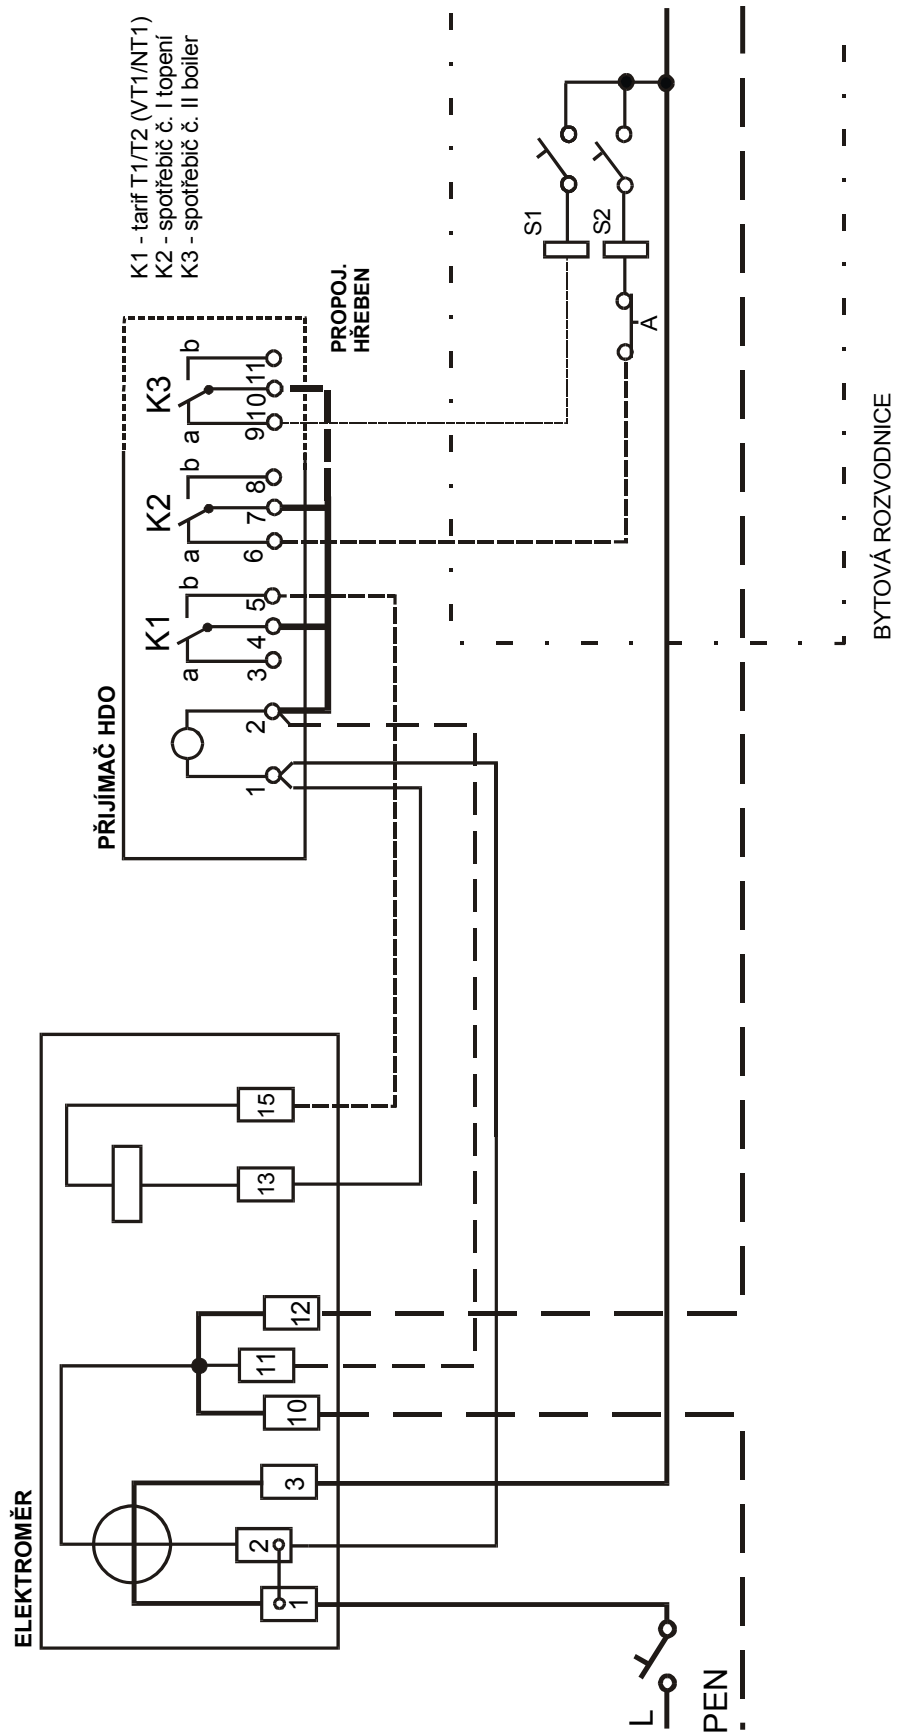 K1 - tarif T1/T2 (VT1/NT1)
K2 - spotřebič č. I topení
K3 - spotřebič č. II boiler
ELEKTROMĚR
1
2
3
10
11
12
13
15
PŘIJÍMAČ HDO
K1
a
b
K2
a
b
K3
a
b
1
2
3
4
5
6
7
8
9
10
11
PROPOJ.
HŘEBEN
S1
S2
A
L
PEN
BYTOVÁ ROZVODNICE